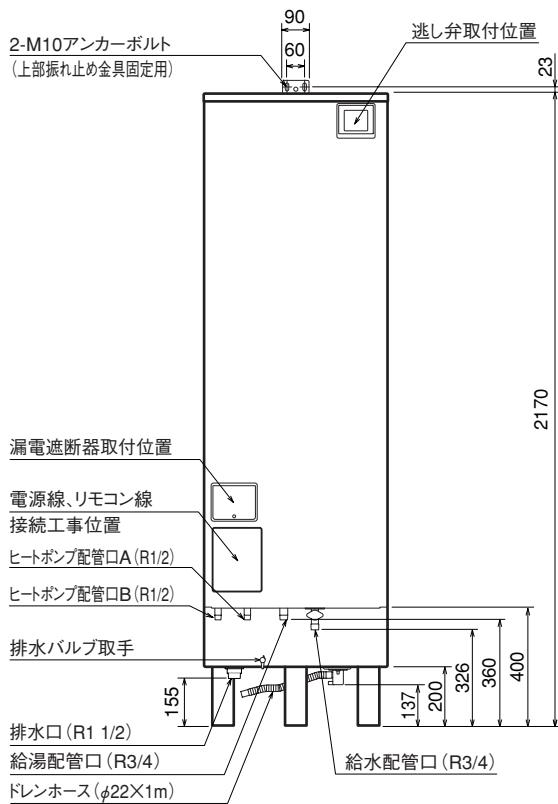 90
60
2-M10アンカーボルト
(上部振れ止め金具固定用)
逃し弁取付位置
23
2170
漏電遮断器取付位置
電源線、リモコン線
接続工事位置
ヒートポンプ配管口A(R1/2)
ヒートポンプ配管口B(R1/2)
排水バルブ取手
155
137
200
326
360
400
排水口(R1 1/2)
給湯配管口(R3/4)
給水配管口(R3/4)
ドレンホース(φ22×1m)